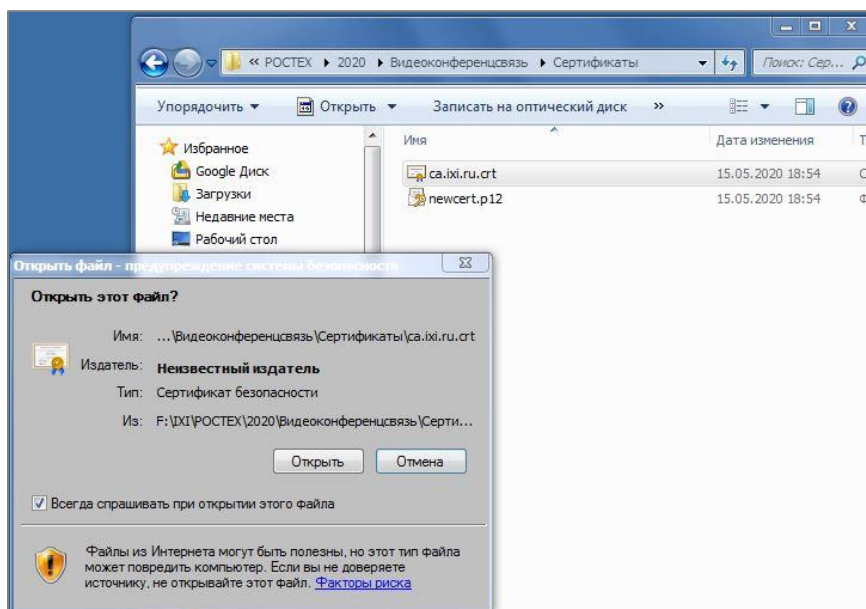 « РОСТЕХ 2020 Видеоконференцсвязь Сертификаты
Поиск: Сер...
Упорядочить Открыть Записать на оптический диск »
Избранное
Google Диск
Загрузки
Недавние места
Рабочий стол
Имя Дата изменения Т
ca.ixi.ru.crt 15.05.2020 18:54 С
newcert.p12 15.05.2020 18:54 Ф
Открыть файл - предупреждение системы безопасности
Открыть этот файл?
Имя: ...\Видеоконференцсвязь\Сертификаты\ca.ixi.ru.crt
Издатель: Неизвестный издатель
Тип: Сертификат безопасности
Из: F:\IXI\РОСТЕХ\2020\Видеоконференцсвязь\Серти...
Открыть Отмена
Всегда спрашивать при открытии этого файла
Файлы из Интернета могут быть полезны, но этот тип файла
может повредить компьютер. Если вы не доверяете
источнику, не открывайте этот файл. Факторы риска